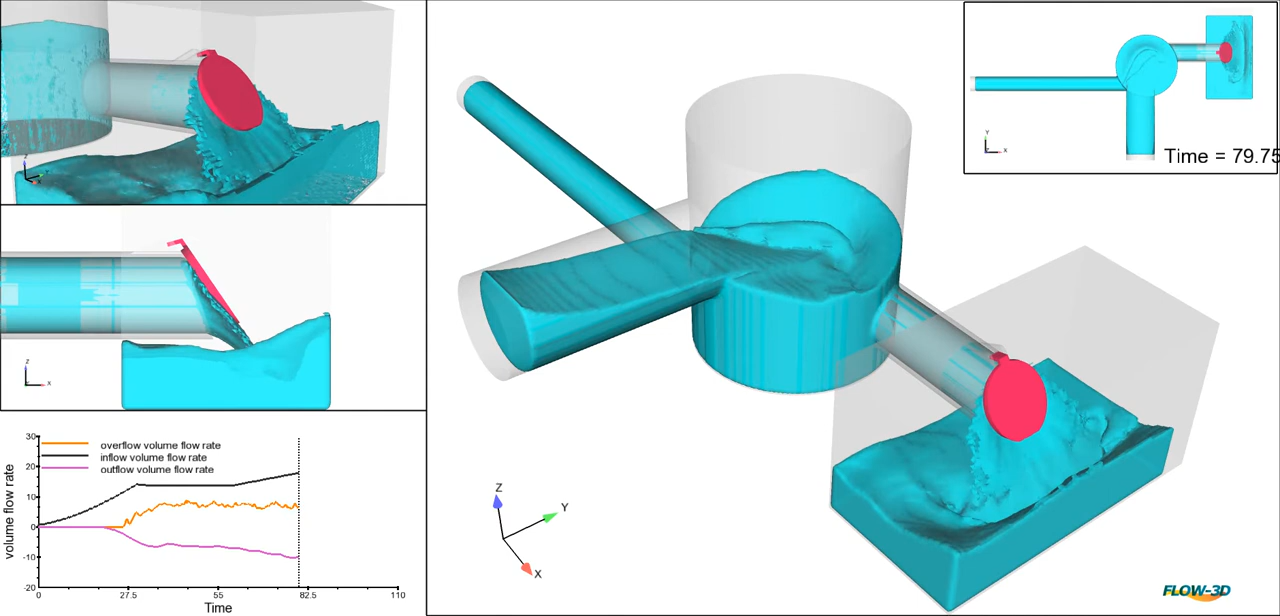 Z
X
Y
X
Time = 79.75
Z
X
30
20
10
0
-10
-20
overflow volume flow rate
inflow volume flow rate
outflow volume flow rate
volume flow rate
0
27.5
55
82.5
110
Time
Z
Y
X
FLOW-3D